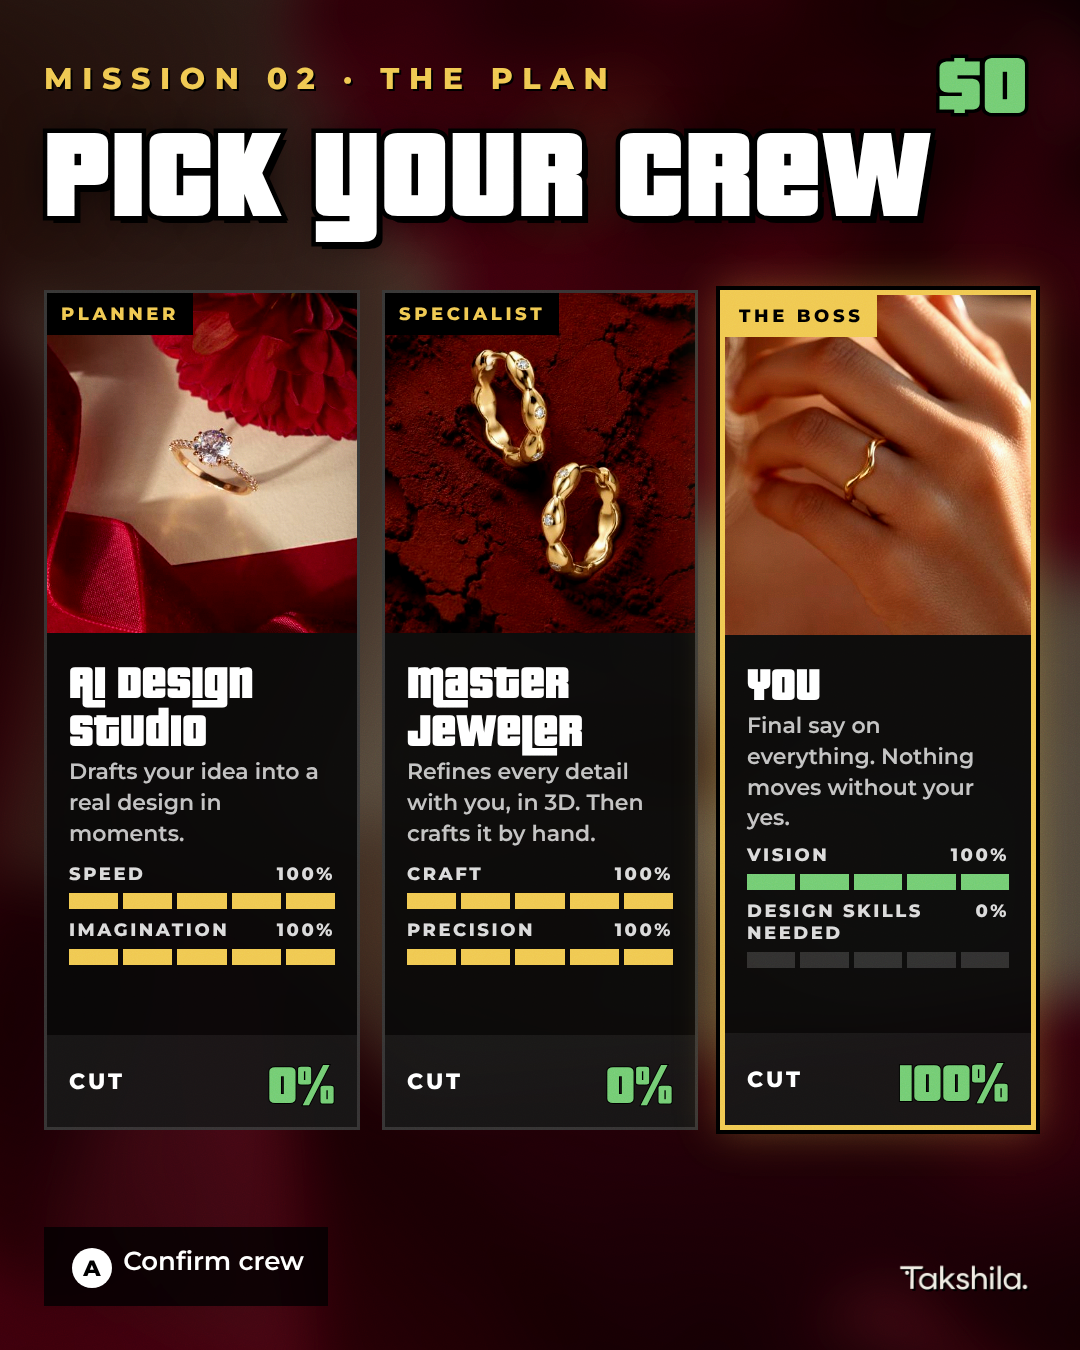 MISSION 02 · THE PLAN
$0
PICK YOUR CREW
PLANNER
AI Design
Studio
Drafts your idea into a
real design in
moments.
SPEED 100%
IMAGINATION 100%
CUT 0%
SPECIALIST
Master
Jeweler
Refines every detail
with you, in 3D. Then
crafts it by hand.
CRAFT 100%
PRECISION 100%
CUT 0%
THE BOSS
YOU
Final say on
everything. Nothing
moves without your
yes.
VISION 100%
DESIGN SKILLS 0%
NEEDED
CUT 100%
A Confirm crew
Takshila.